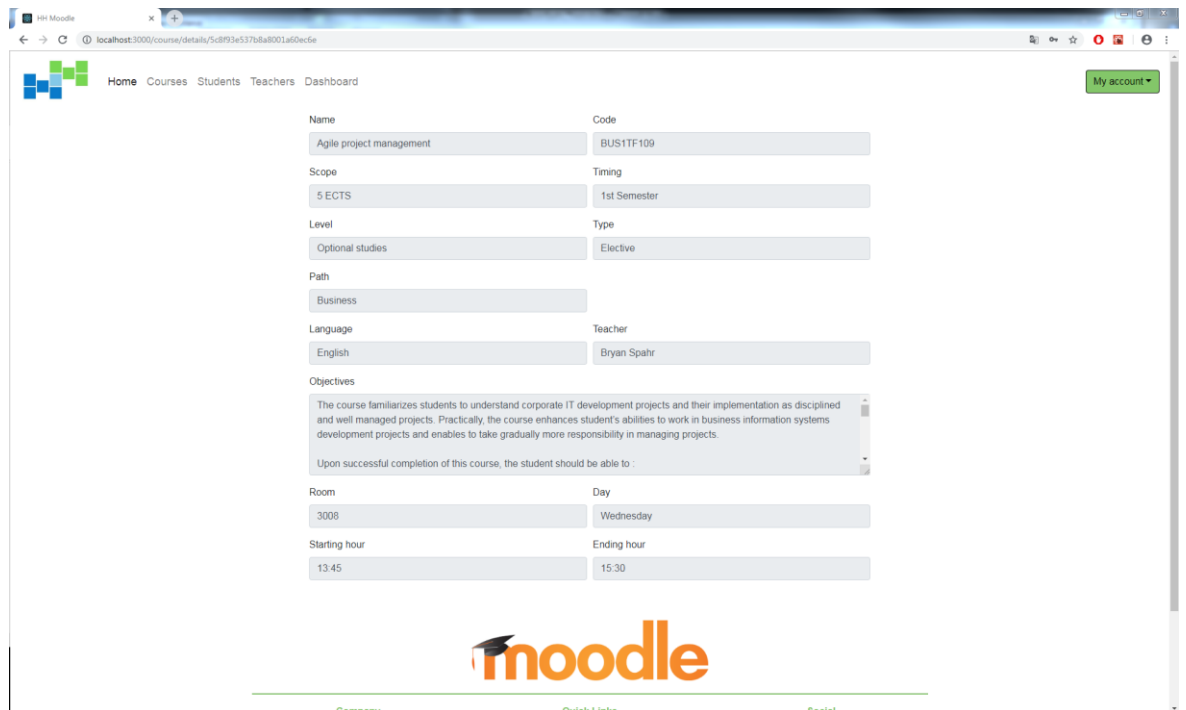 HH Moodle
localhost:3000/course/details/5c8f93e537b8a8001a60ec6e
Home Courses Students Teachers Dashboard
My account
Name Code
Agile project management BUS1TF109
Scope Timing
5 ECTS 1st Semester
Level Type
Optional studies Elective
Path
Business
Language Teacher
English Bryan Spahr
Objectives
The course familiarizes students to understand corporate IT development projects and their implementation as disciplined
and well managed projects. Practically, the course enhances student's abilities to work in business information systems
development projects and enables to take gradually more responsibility in managing projects.
Upon successful completion of this course, the student should be able to :
Room Day
3008 Wednesday
Starting hour Ending hour
13:45 15:30
moodle
Company Quick Links Social